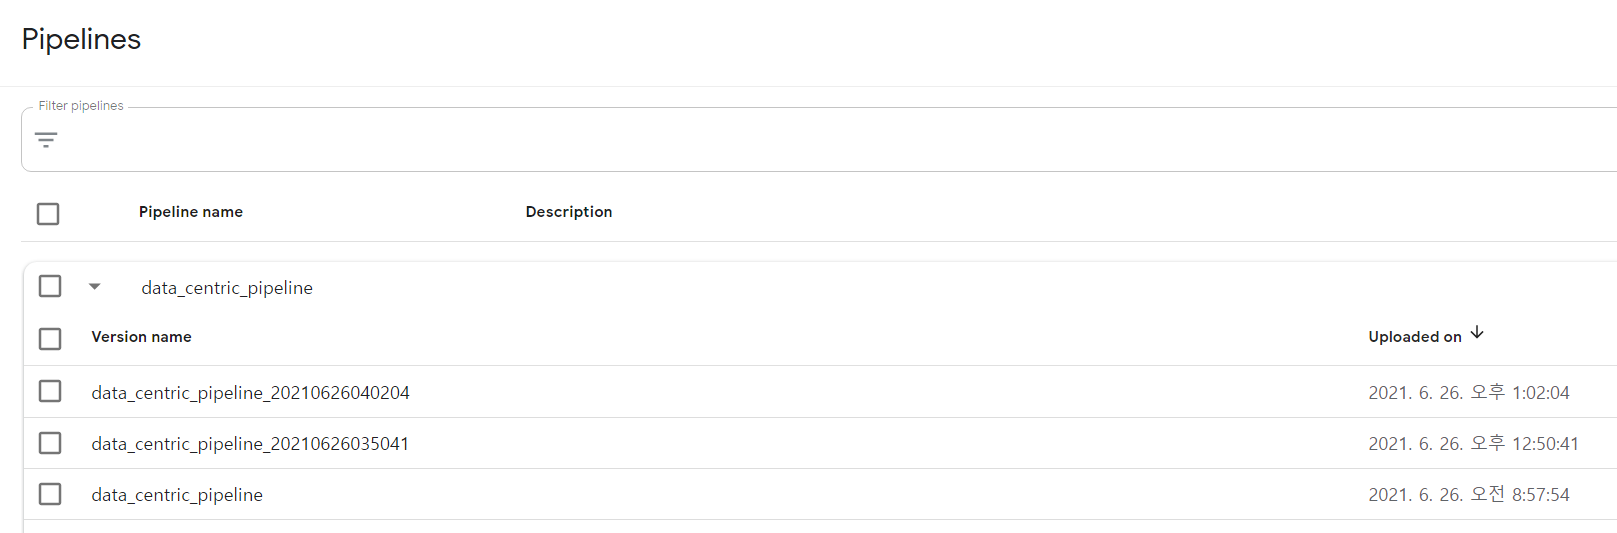 Pipelines
Filter pipelines
Pipeline name Description
data_centric_pipeline
Version name Uploaded on
data_centric_pipeline_20210626040204 2021. 6. 26. 오후 1:02:04
data_centric_pipeline_20210626035041 2021. 6. 26. 오후 12:50:41
data_centric_pipeline 2021. 6. 26. 오전 8:57:54